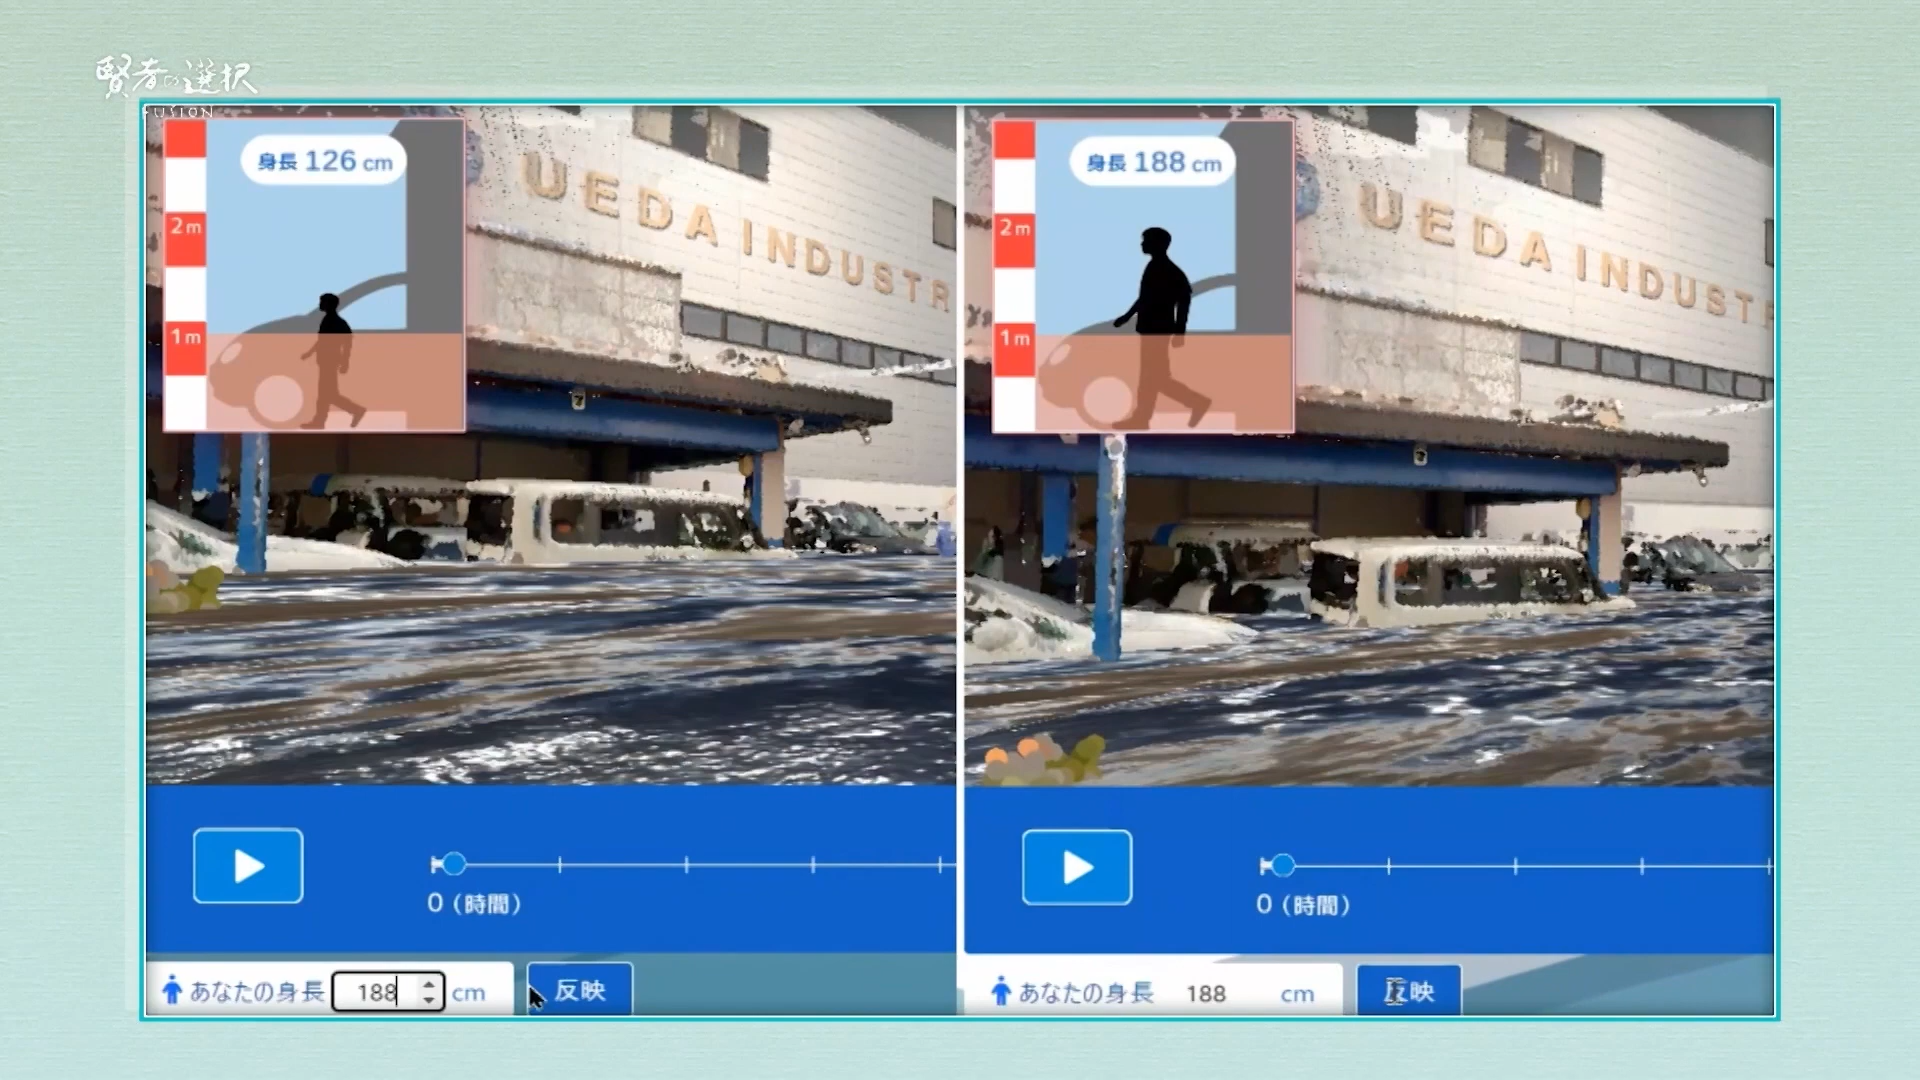 賢者の選択
FUSION
身長 126 cm
2m
1m
UEDA INDUSTR
0（時間）
あなたの身長 188 cm
反映
身長 188 cm
2m
1m
UEDA INDUST
0（時間）
あなたの身長 188 cm
反映